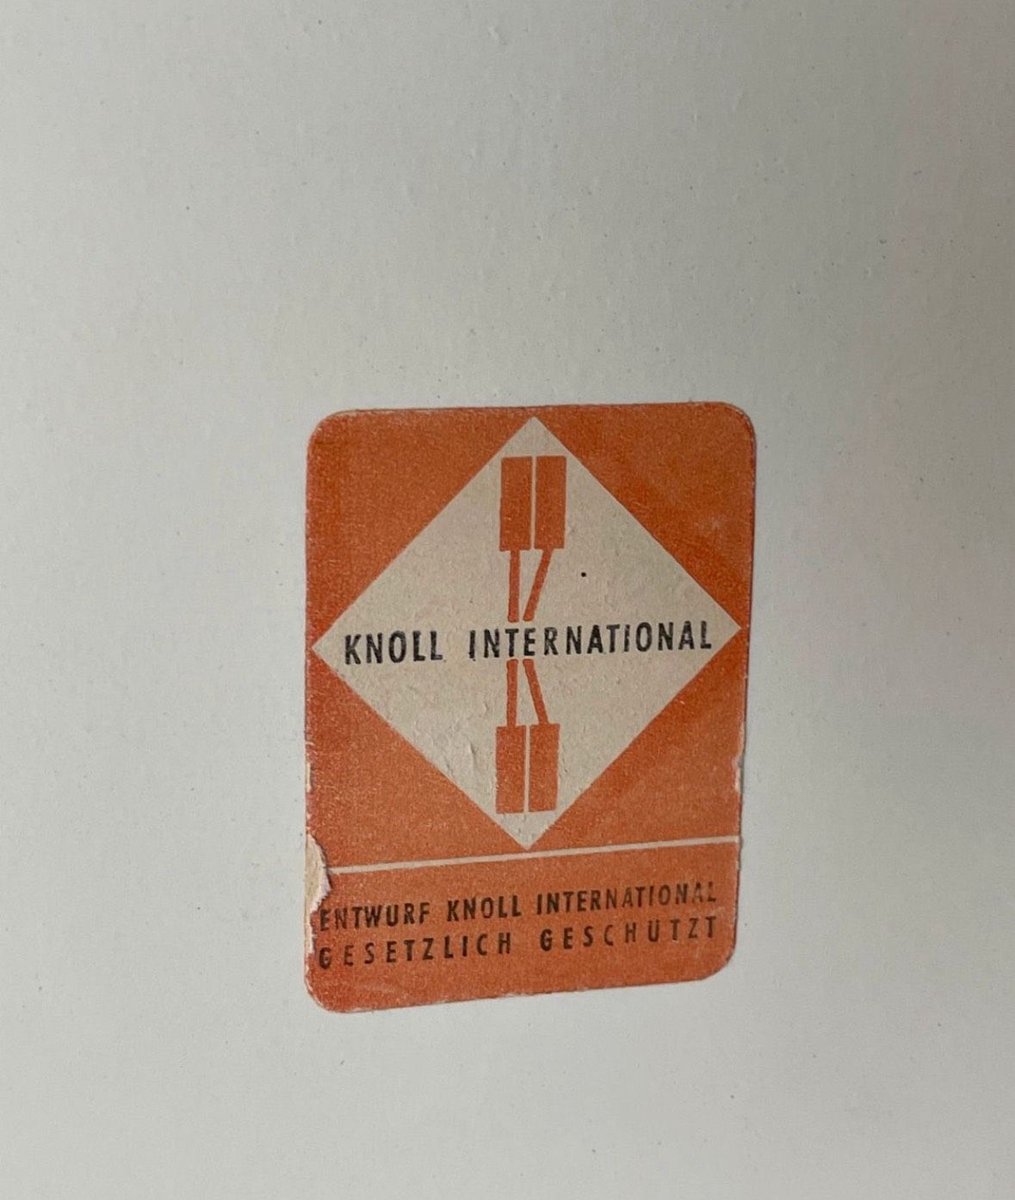 KNOLL INTERNATIONAL
ENTWURF KNOLL INTERNATIONAL
GESETZLICH GESCHUTZT